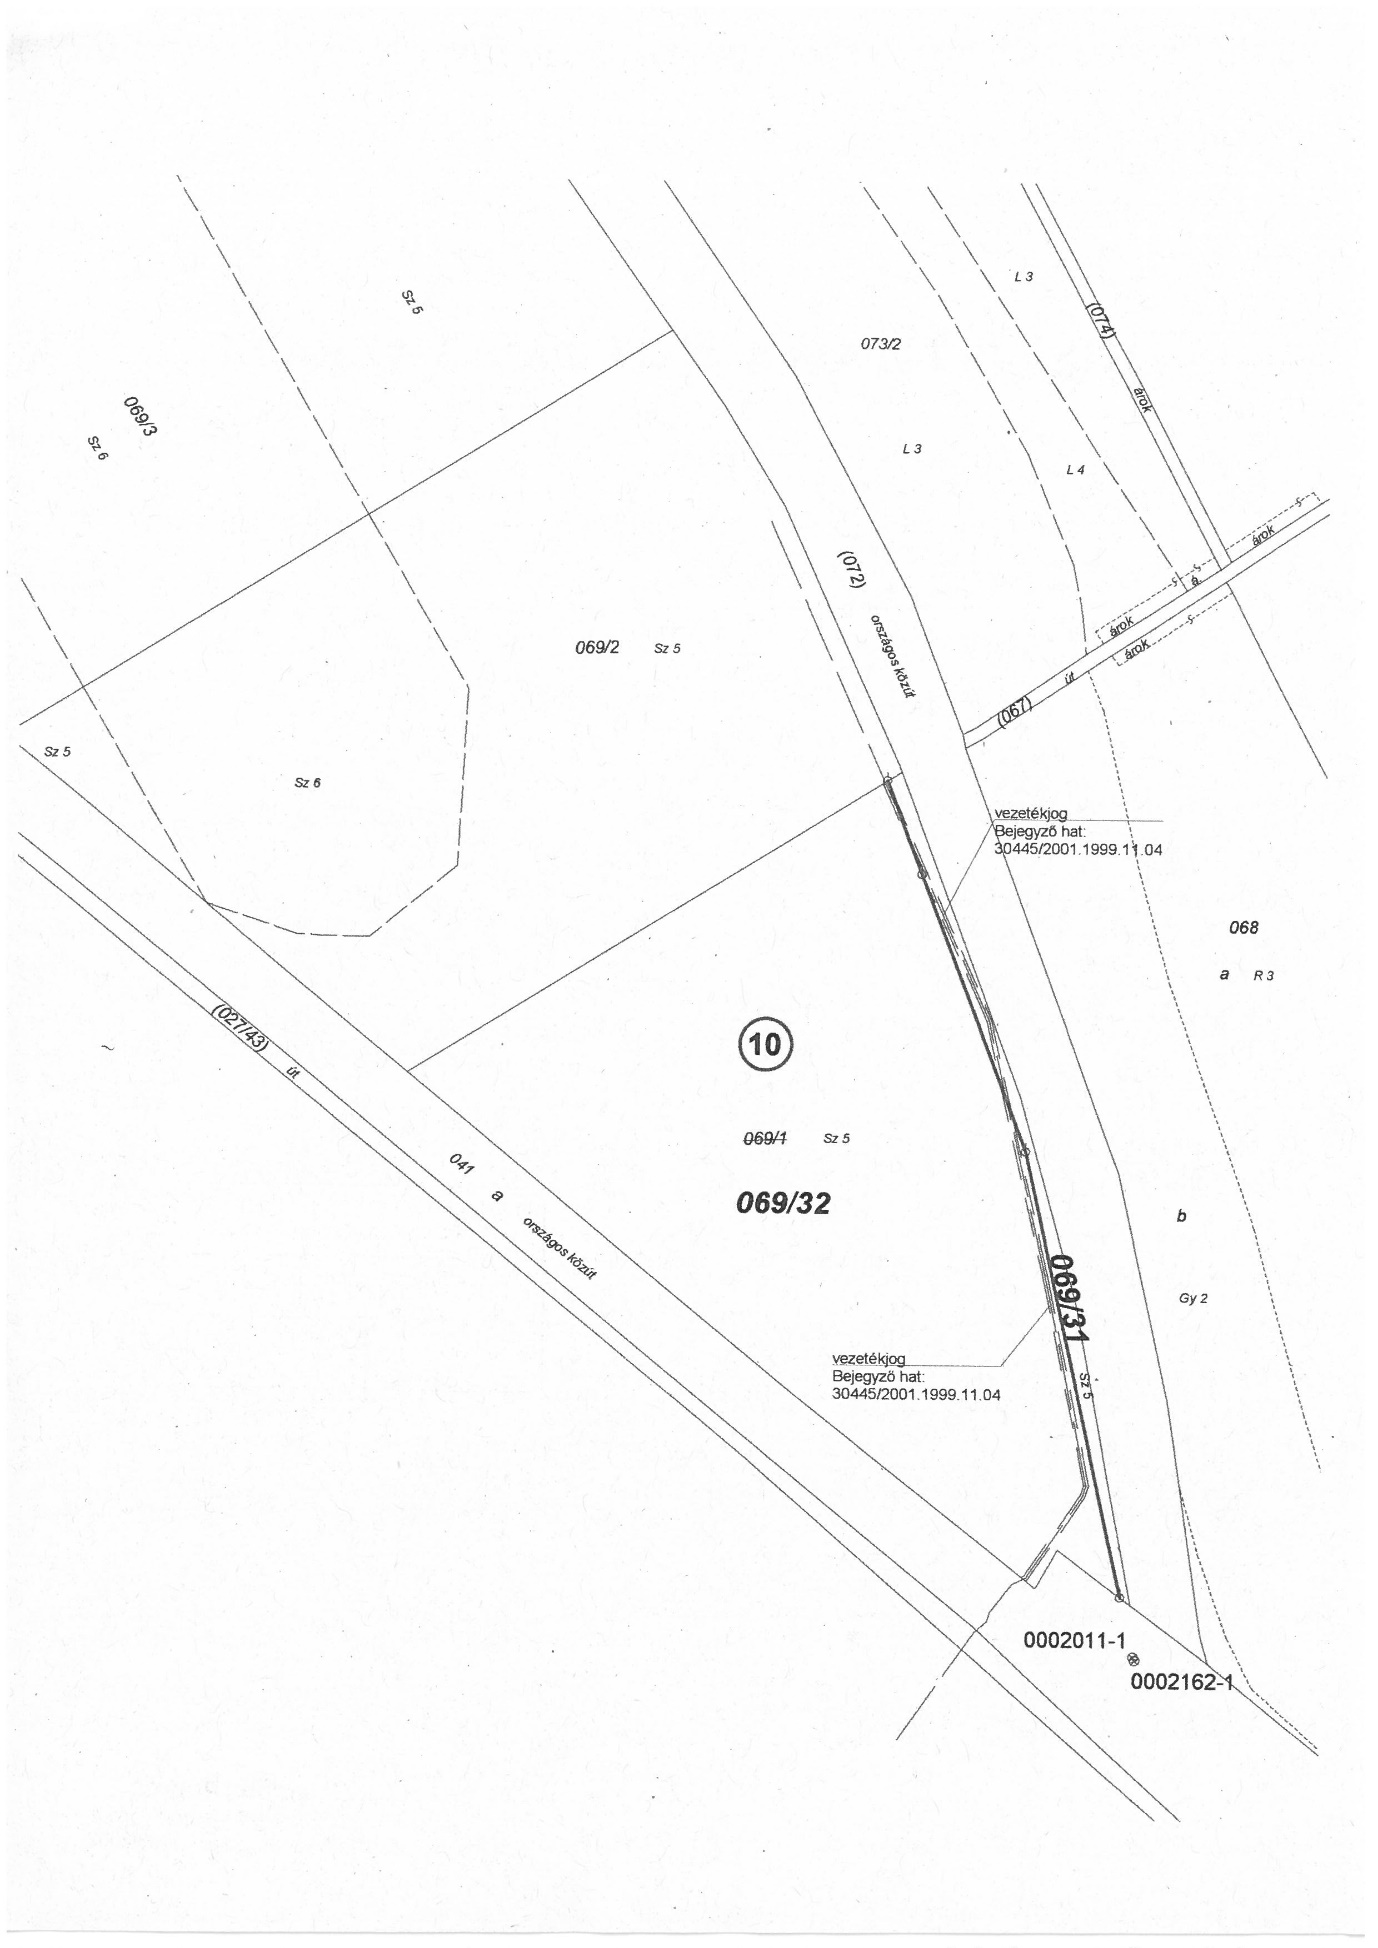 L 3
Sz 5
(074)
073/2
árok
069/3
Sz 6
L 3
L 4
árok
(072)
á.
árok
árok
069/2 Sz 5
országos közút
út
(067)
Sz 5
Sz 6
vezetékjog
Bejegyző hat:
30445/2001.1999.11.04
068
a R 3
(027/43)
út
10
069/1 Sz 5
041
a
069/32
országos közút
b
069/31
Gy 2
vezetékjog
Bejegyző hat:
30445/2001.1999.11.04
Sz 5
0002011-1
0002162-1